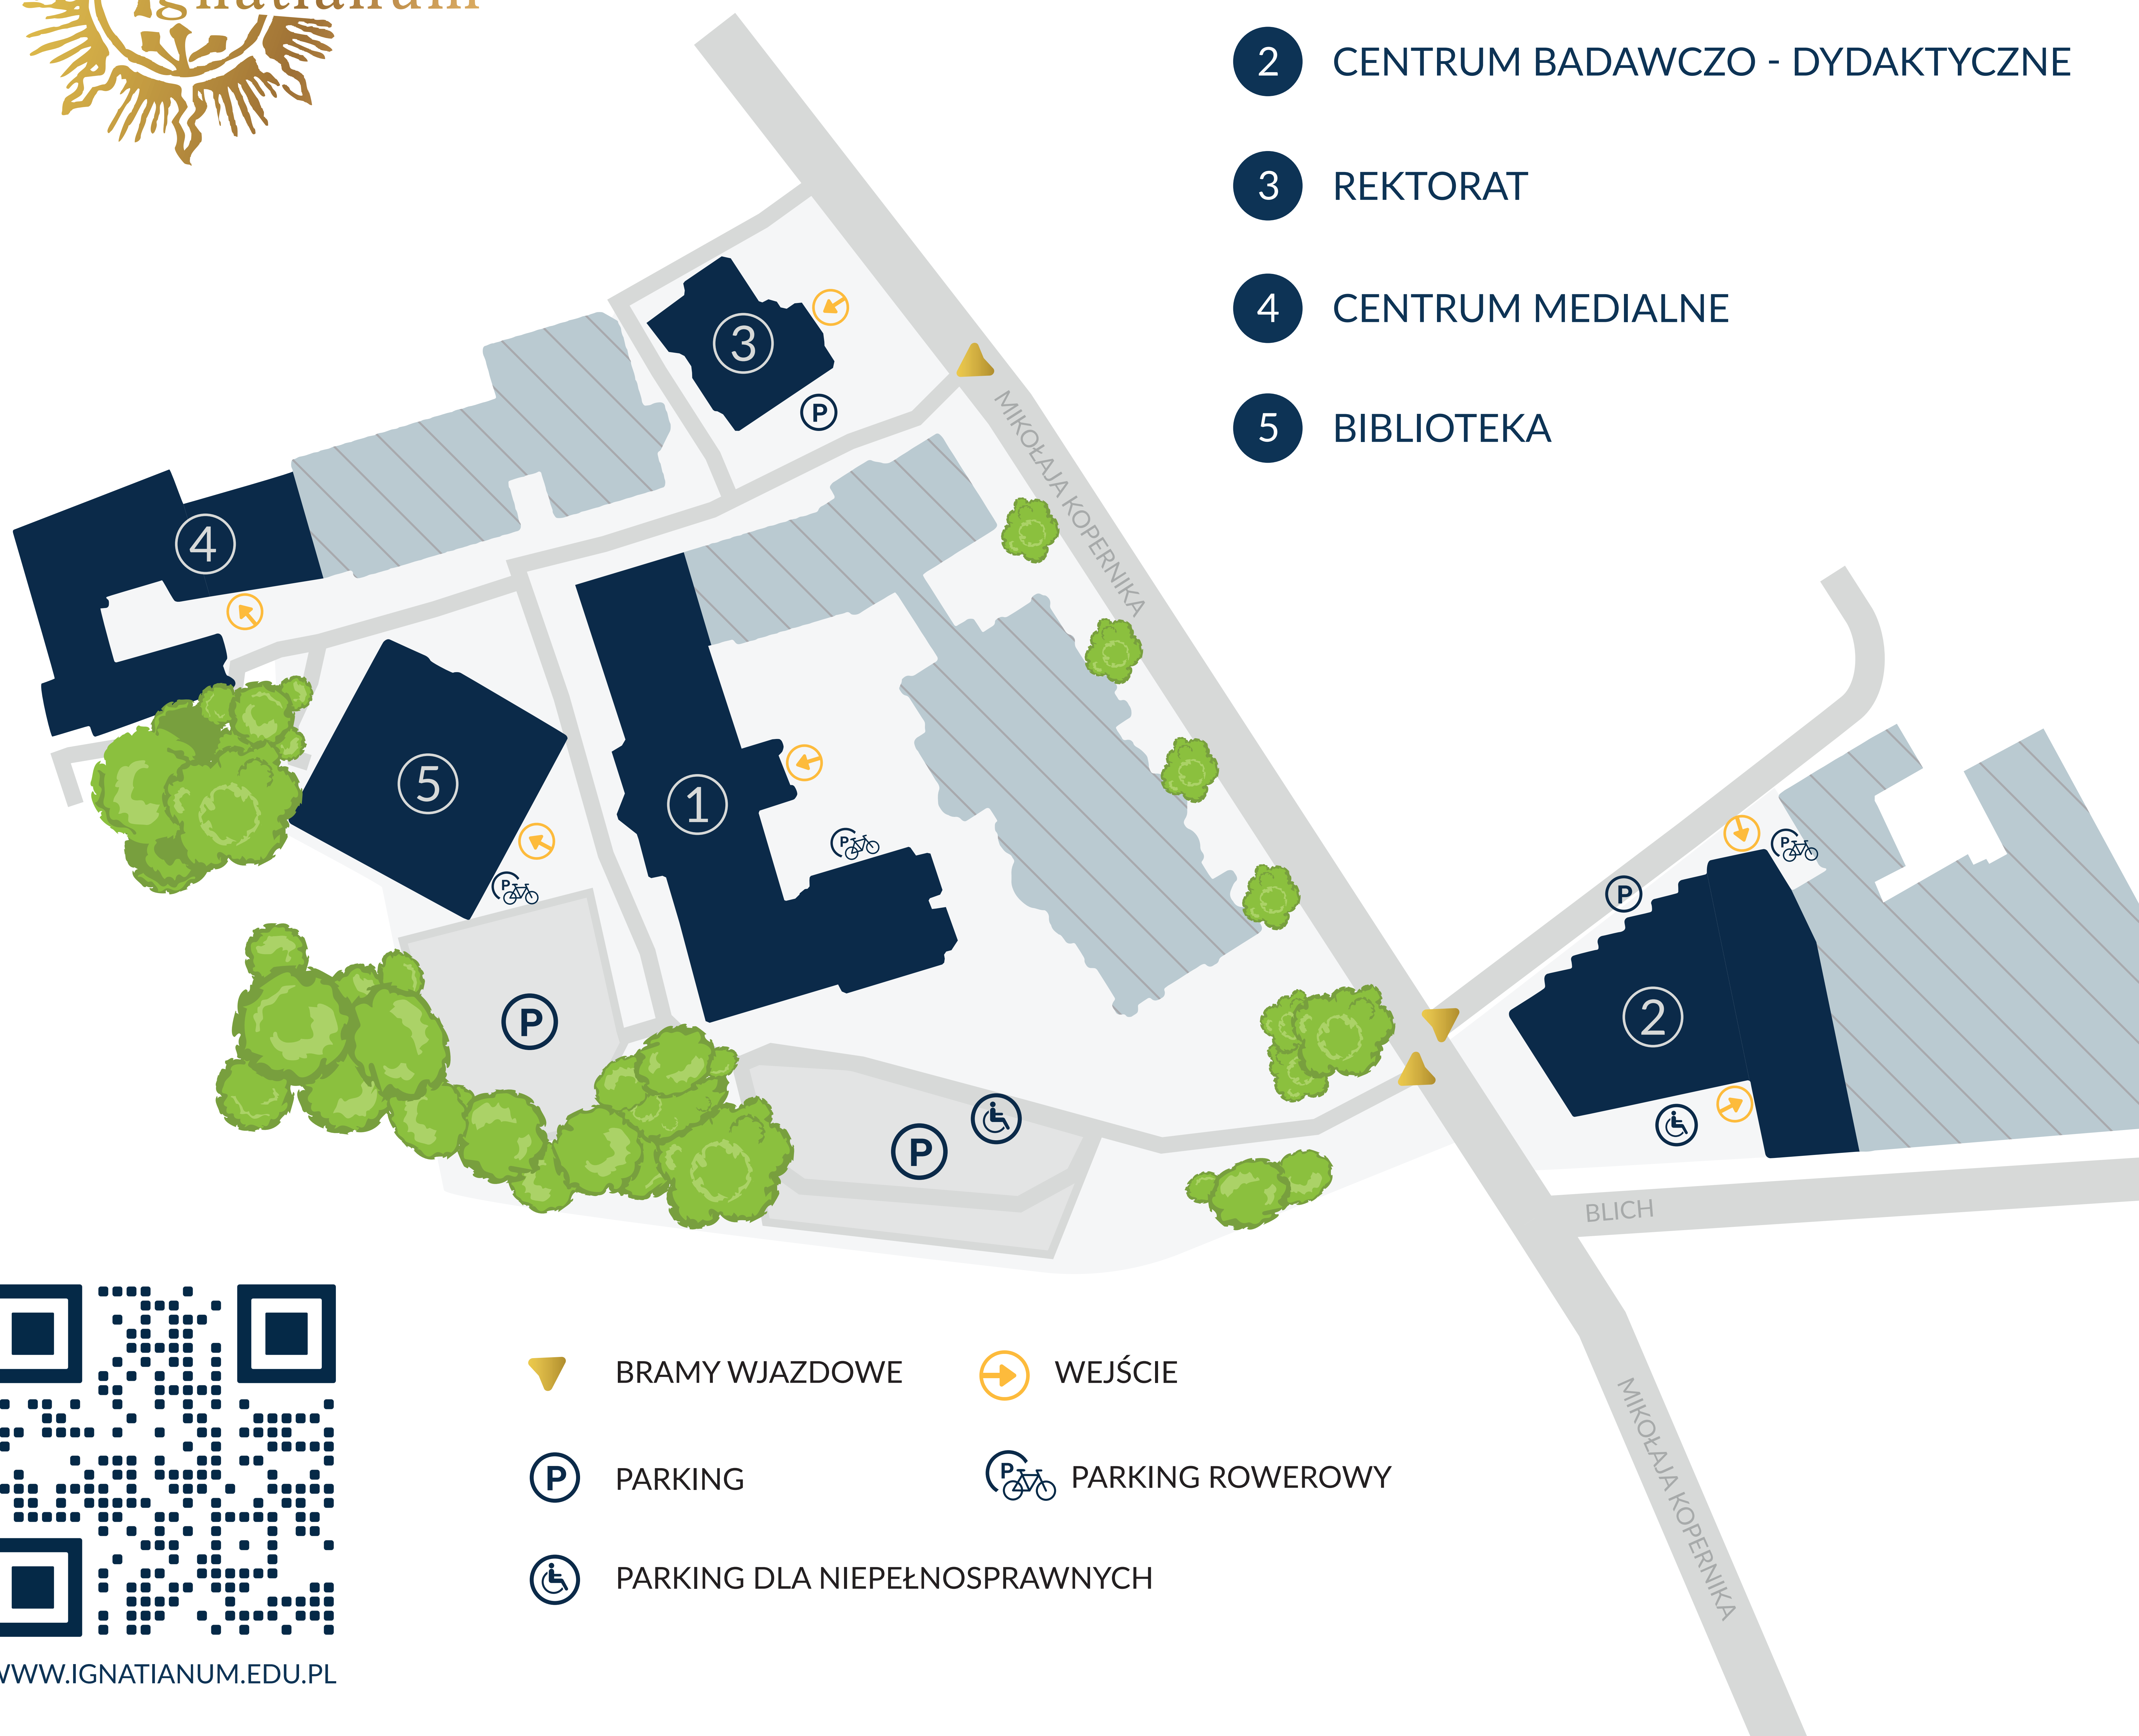 Ignatianum
2 CENTRUM BADAWCZO - DYDAKTYCZNE
3 REKTORAT
4 CENTRUM MEDIALNE
5 BIBLIOTEKA
3
P
MIKOŁAJA KOPERNIKA
4
5
1
P
P
P
P
2
P
P
P
BLICH
BRAMY WJAZDOWE
WEJŚCIE
P PARKING
P PARKING ROWEROWY
PARKING DLA NIEPEŁNOSPRAWNYCH
MIKOŁAJA KOPERNIKA
WWW.IGNATIANUM.EDU.PL